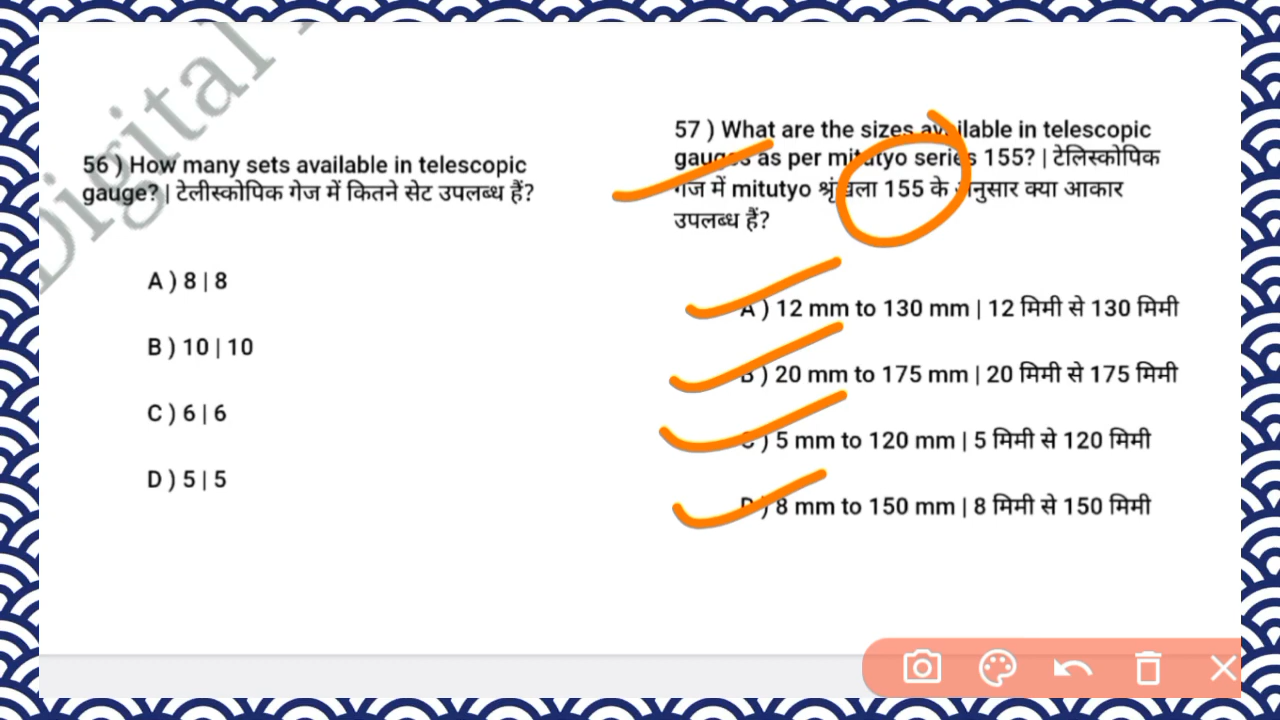 Digital
56 ) How many sets available in telescopic
gauge? | टेलीस्कोपिक गेज में कितने सेट उपलब्ध हैं?
A ) 8 | 8
B ) 10 | 10
C ) 6 | 6
D ) 5 | 5
57 ) What are the sizes available in telescopic
gauges as per mitutyo series 155? | टेलिस्कोपिक
गेज में mitutyo श्रृंखला 155 के अनुसार क्या आकार
उपलब्ध हैं?
A ) 12 mm to 130 mm | 12 मिमी से 130 मिमी
B ) 20 mm to 175 mm | 20 मिमी से 175 मिमी
C ) 5 mm to 120 mm | 5 मिमी से 120 मिमी
D ) 8 mm to 150 mm | 8 मिमी से 150 मिमी